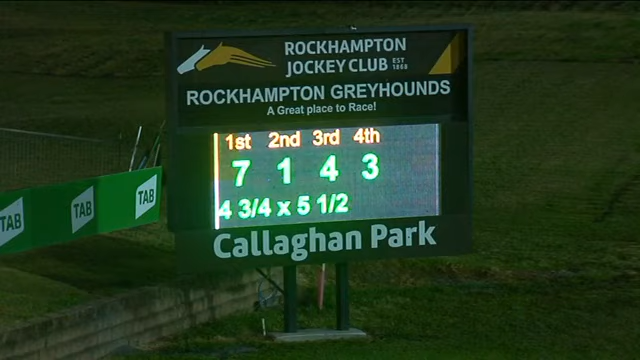 ROCKHAMPTON
JOCKEY CLUB EST 1868
ROCKHAMPTON GREYHOUNDS
A Great place to Race!
1st 2nd 3rd 4th
7 1 4 3
4 3/4 x 5 1/2
Callaghan Park
TAB TAB TAB